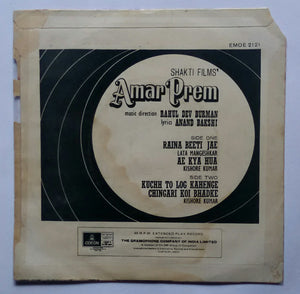 EMOE 2121
SHAKTI FILMS'
Amar Prem
music direction RAHUL DEV BURMAN
lyrics ANAND BAKSHI
SIDE ONE
RAINA BEETI JAE
LATA MANGESHKAR
AE KYA HUA
KISHORE KUMAR
SIDE TWO
KUCHH TO LOG KAHENGE
CHINGARI KOI BHADKE
KISHORE KUMAR
ODEON
45 R.P.M. EXTENDED PLAY RECORD
THE GRAMOPHONE COMPANY OF INDIA LIMITED